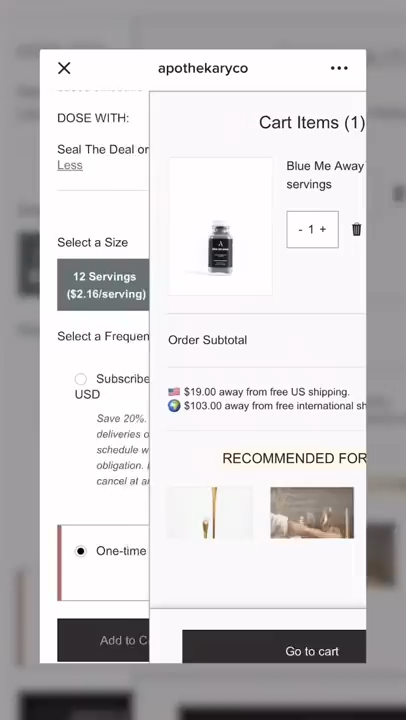 apothekaryco
DOSE WITH:
Seal The Deal or
Less
Select a Size
12 Servings
($2.16/serving)
Select a Frequen
Subscribe
USD
Save 20%.
deliveries o
schedule w
obligation.
cancel at an
One-time
Add to C
Cart Items (1)
Blue Me Away
servings
- 1 +
Order Subtotal
$19.00 away from free US shipping.
$103.00 away from free international sh
RECOMMENDED FOR
Go to cart